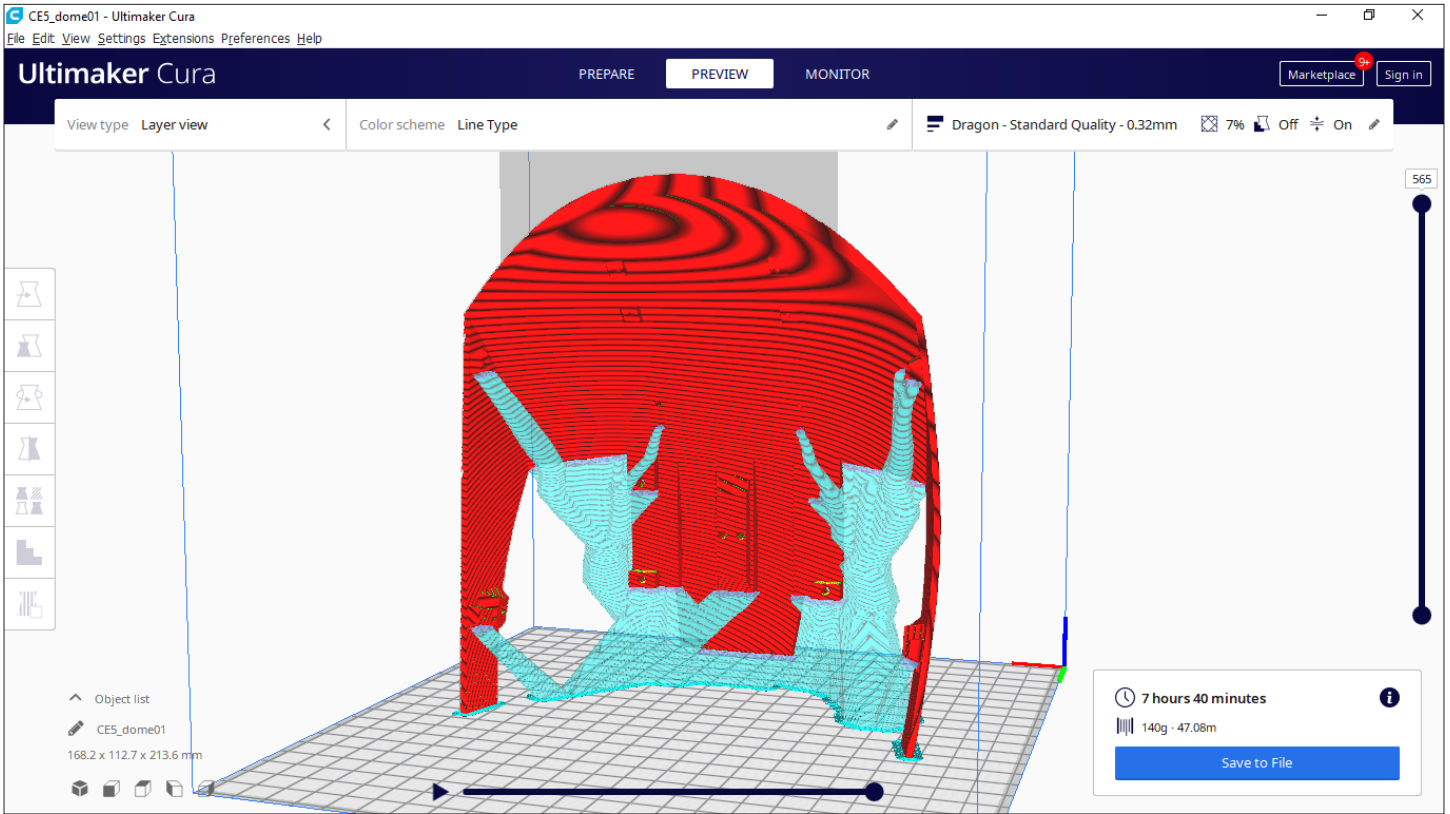 CE5_dome01 - Ultimaker Cura
File Edit View Settings Extensions Preferences Help
Ultimaker Cura
PREPARE
PREVIEW
MONITOR
Marketplace
9+
Sign in
View type Layer view
Color scheme Line Type
Dragon - Standard Quality - 0.32mm
7%
Off
On
565
Object list
CE5_dome01
168.2 x 112.7 x 213.6 mm
7 hours 40 minutes
140g · 47.08m
Save to File